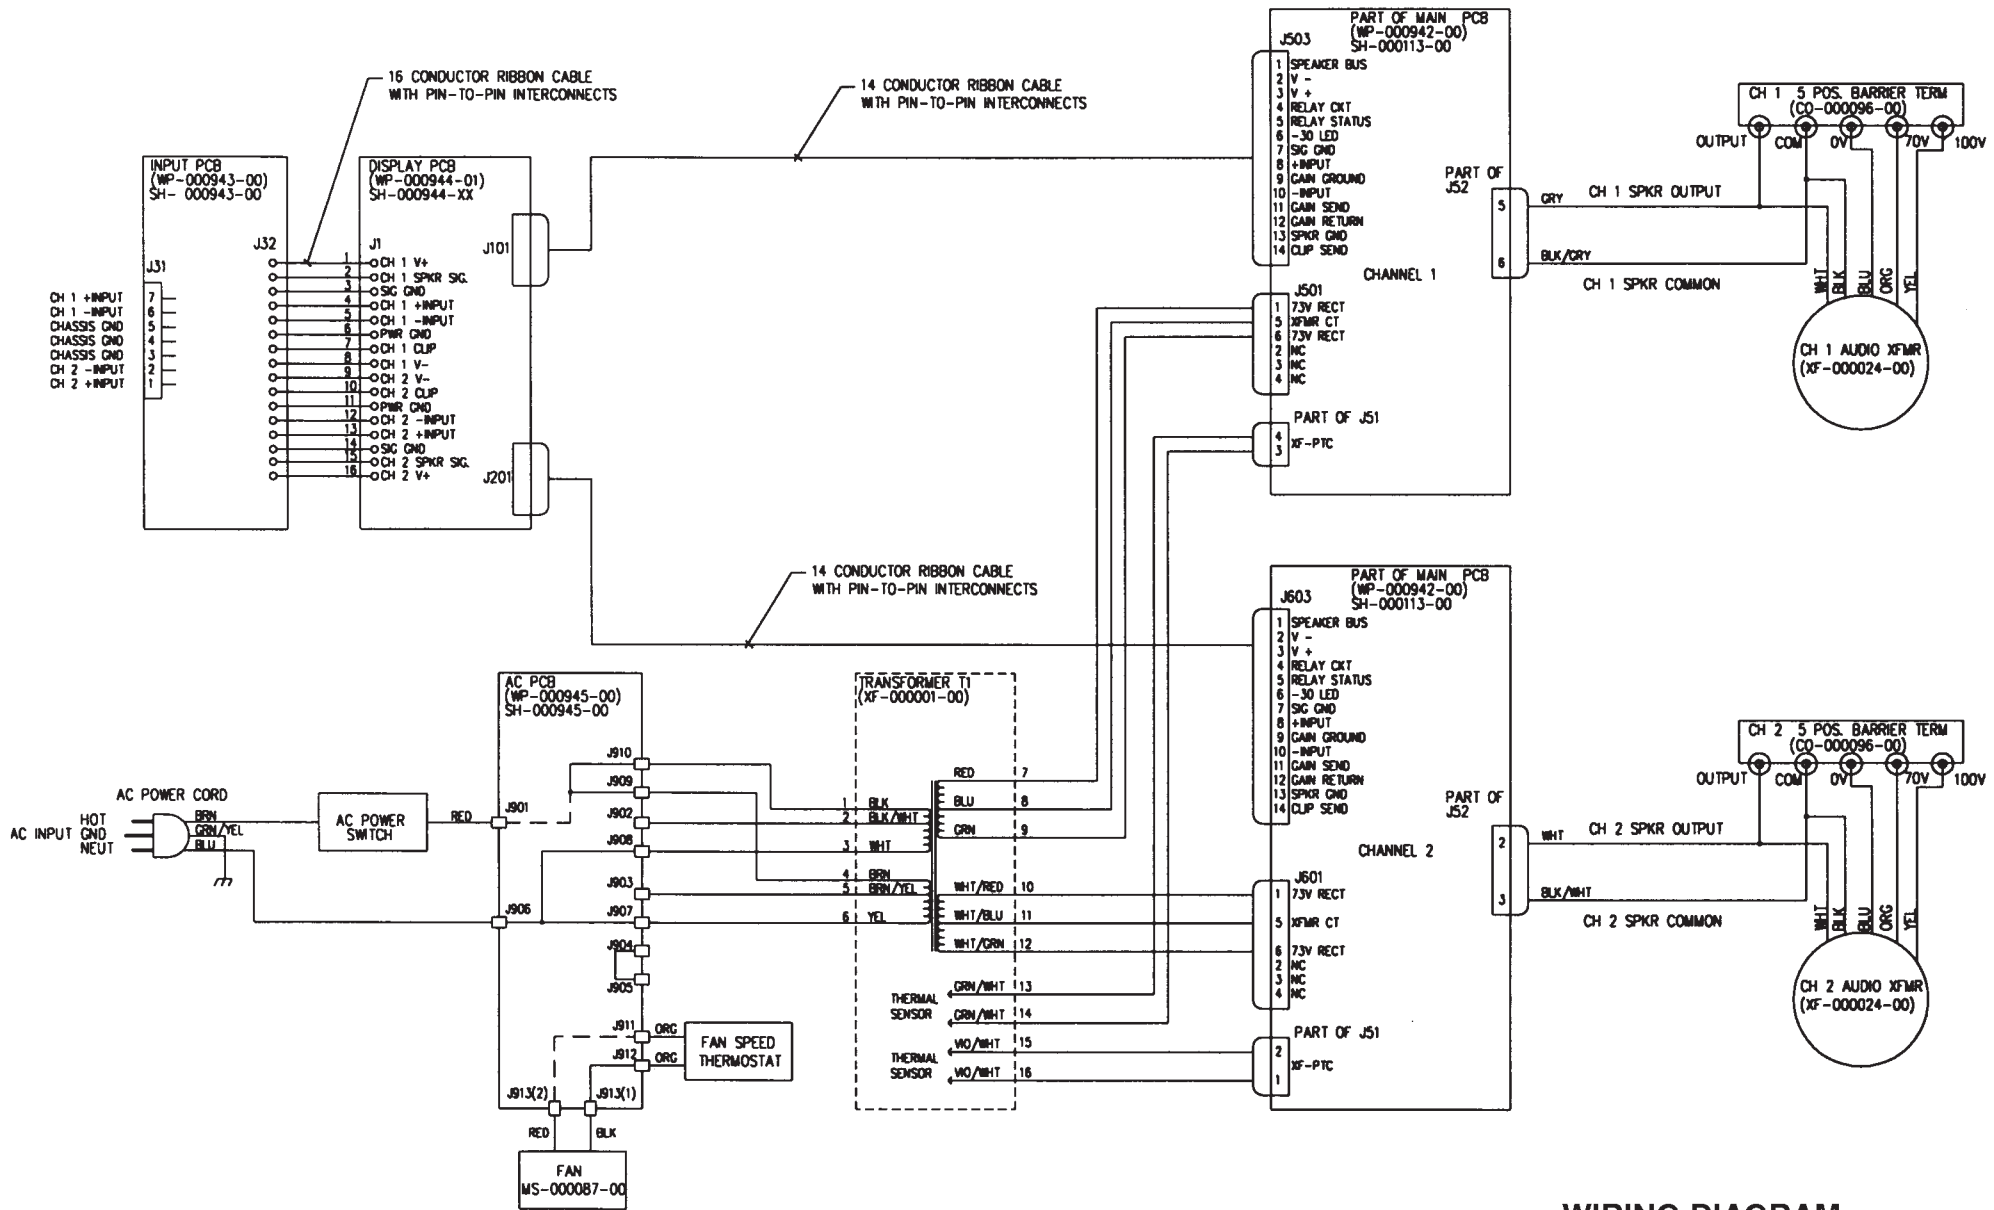 16 CONDUCTOR RIBBON CABLE
WITH PIN-TO-PIN INTERCONNECTS
14 CONDUCTOR RIBBON CABLE
WITH PIN-TO-PIN INTERCONNECTS
INPUT PCB
(WP-000943-00)
SH- 000943-00
J32
J31
CH 1 +INPUT 7
CH 1 -INPUT 6
CHASSIS GND 5
CHASSIS GND 4
CHASSIS GND 3
CH 2 -INPUT 2
CH 2 +INPUT 1
DISPLAY PCB
(WP-000944-01)
SH-000944-XX
J1
J101
J201
1 CH 1 V+
2 CH 1 SPKR SIG.
3 SIG GND
4 CH 1 +INPUT
5 CH 1 -INPUT
6 PWR GND
7 CH 1 CLIP
8 CH 1 V-
9 CH 2 V-
10 CH 2 CLIP
11 PWR GND
12 CH 2 -INPUT
13 CH 2 +INPUT
14 SIG GND
15 CH 2 SPKR SIG.
16 CH 2 V+
PART OF MAIN PCB
(WP-000942-00)
SH-000113-00
J503
1 SPEAKER BUS
2 V -
3 V +
4 RELAY CKT
5 RELAY STATUS
6 -30 LED
7 SIG GND
8 +INPUT
9 GAIN GROUND
10 -INPUT
11 GAIN SEND
12 GAIN RETURN
13 SPKR GND
14 CLIP SEND
CHANNEL 1
J501
1 73V RECT
5 XFMR CT
6 73V RECT
2 NC
3 NC
4 NC
PART OF J51
4
3
XF-PTC
PART OF
J52
5
6
GRY
CH 1 SPKR OUTPUT
BLK/GRY
CH 1 SPKR COMMON
CH 1 5 POS. BARRIER TERM
(CO-000096-00)
OUTPUT COM 0V 70V 100V
WHT BLK BLU ORG YEL
CH 1 AUDIO XFMR
(XF-000024-00)
14 CONDUCTOR RIBBON CABLE
WITH PIN-TO-PIN INTERCONNECTS
PART OF MAIN PCB
(WP-000942-00)
SH-000113-00
J603
1 SPEAKER BUS
2 V -
3 V +
4 RELAY CKT
5 RELAY STATUS
6 -30 LED
7 SIG GND
8 +INPUT
9 GAIN GROUND
10 -INPUT
11 GAIN SEND
12 GAIN RETURN
13 SPKR GND
14 CLIP SEND
CHANNEL 2
J601
1 73V RECT
5 XFMR CT
6 73V RECT
2 NC
3 NC
4 NC
PART OF J51
2
1
XF-PTC
PART OF
J52
2
3
WHT
CH 2 SPKR OUTPUT
BLK/WHT
CH 2 SPKR COMMON
CH 2 5 POS. BARRIER TERM
(CO-000096-00)
OUTPUT COM 0V 70V 100V
WHT BLK BLU ORG YEL
CH 2 AUDIO XFMR
(XF-000024-00)
AC POWER CORD
HOT
AC INPUT GND
NEUT
BRN
GRN/YEL
BLU
AC POWER
SWITCH
RED
AC PCB
(WP-000945-00)
SH-000945-00
J901
J906
J910
J909
J902
J908
J903
J907
J904
J905
J911
J912
J913(2)
J913(1)
ORG
ORG
FAN SPEED
THERMOSTAT
RED
BLK
FAN
MS-000087-00
TRANSFORMER T1
(XF-000001-00)
1 BLK
2 BLK/WHT
3 WHT
4 BRN
5 BRN/YEL
6 YEL
RED 7
BLU 8
GRN 9
WHT/RED 10
WHT/BLU 11
WHT/GRN 12
THERMAL
SENSOR
GRN/WHT 13
GRN/WHT 14
THERMAL
SENSOR
VIO/WHT 15
VIO/WHT 16
WIRING DIAGRAM